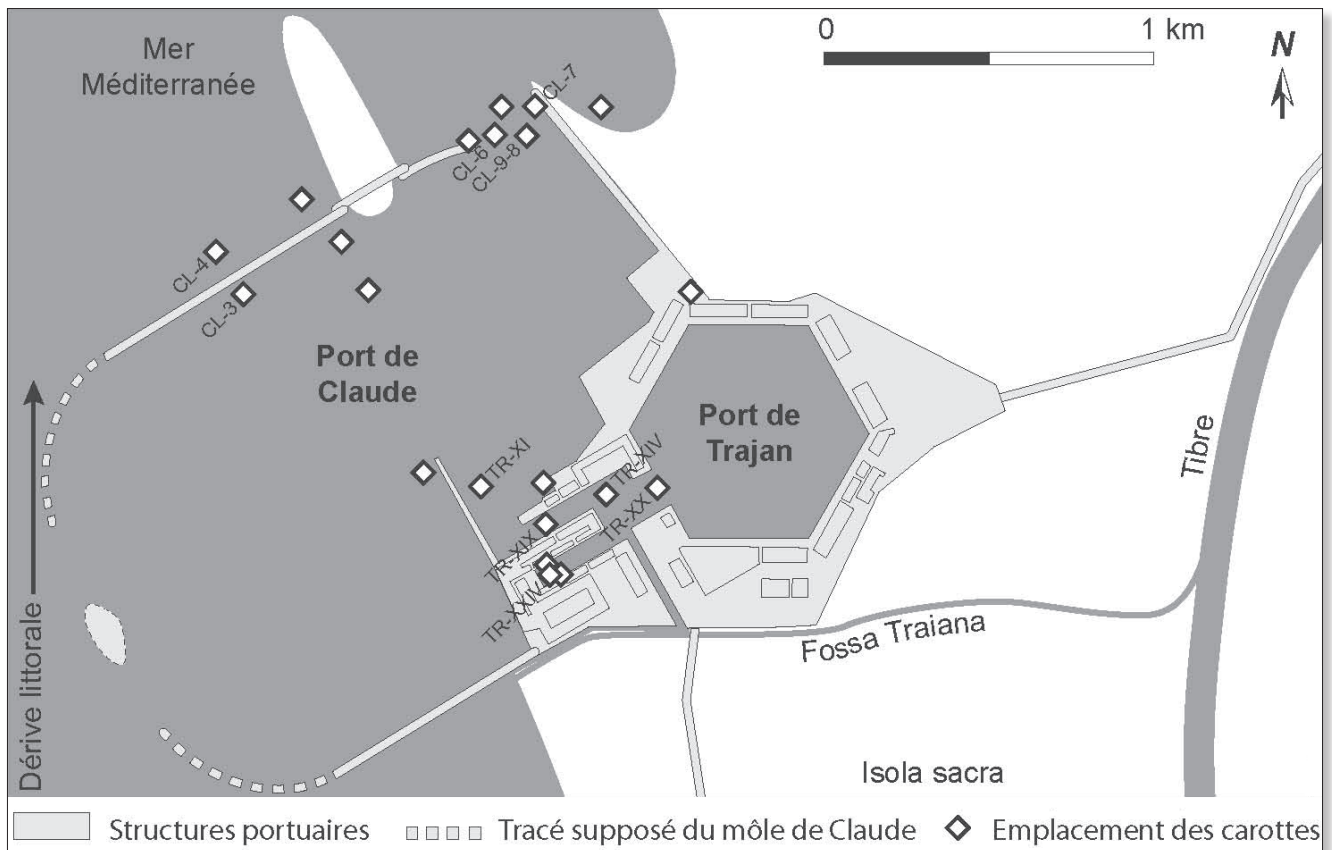 Mer
Méditerranée
0 1 km
N
CL-7
CL-6
CL-9-8
CL-4
CL-3
Port de
Claude
Port de
Trajan
TR-XI
TR-XIV
TR-XX
TR-XIX
TR-XXIV
Tibre
Fossa Traiana
Isola sacra
Dérive littorale
Structures portuaires
Tracé supposé du môle de Claude
Emplacement des carottes